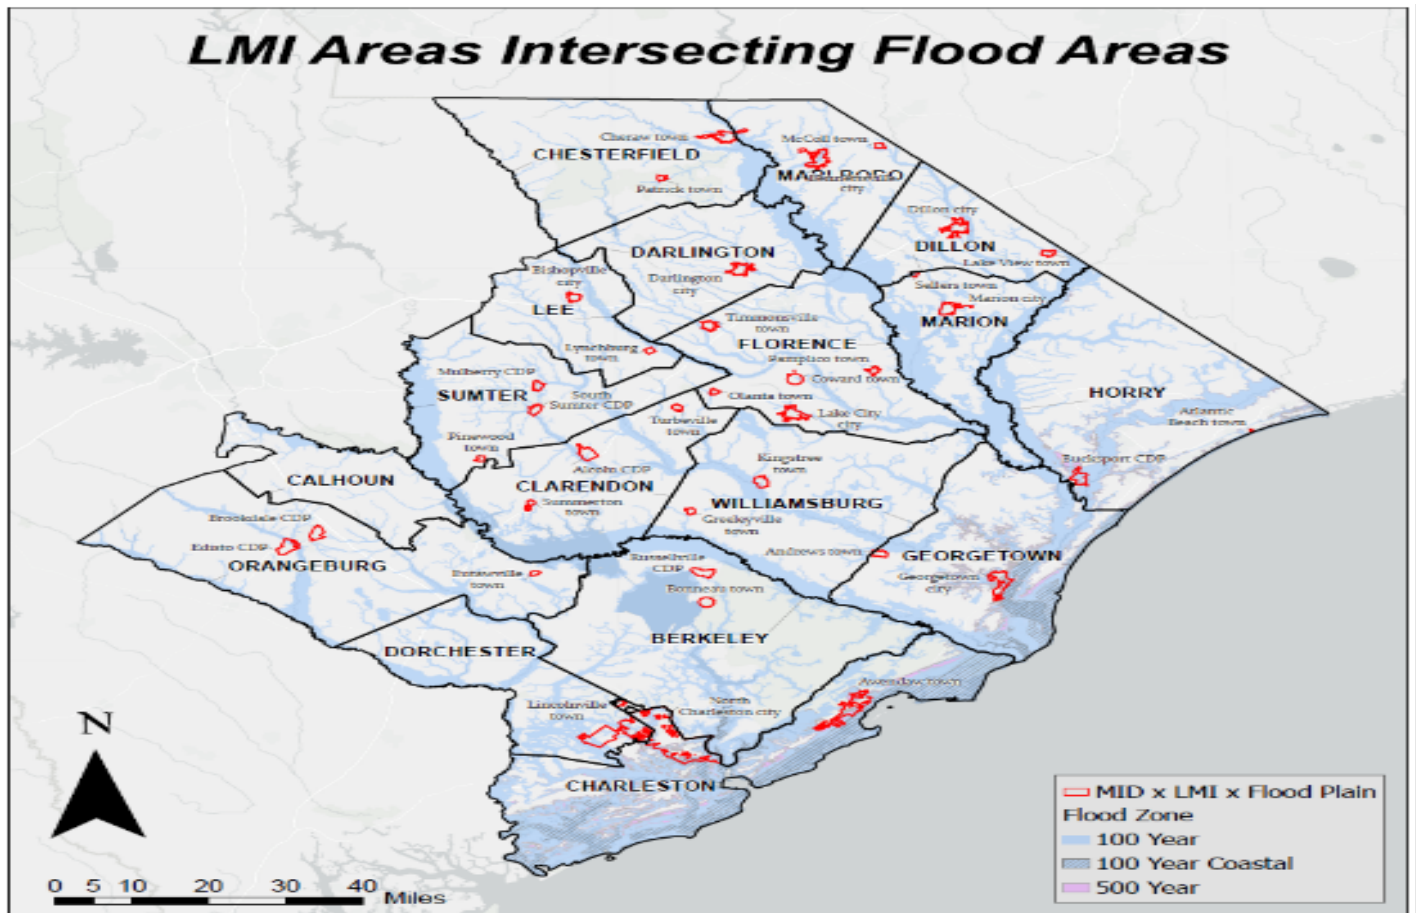 LMI Areas Intersecting Flood Areas
Cheraw town
McColl town
CHESTERFIELD
MARLBORO
city
Patrick town
Dillon city
DILLON
Lake View town
DARLINGTON
Darlington
city
Bishopville
city
LEE
Sellers town
Marion city
MARION
Timmonsville
town
FLORENCE
Pamplico town
Coward town
Lynchburg
town
Mulberry CDP
SUMTER
South
Sumter CDP
Olanta town
Lake City
city
HORRY
Atlantic
Beach town
Turbeville
town
Pinewood
town
Alcolu CDP
Kingstree
town
Bucksport CDP
CALHOUN
CLARENDON
Summerton
town
WILLIAMSBURG
Greeleyville
town
Brookdale CDP
Edisto CDP
ORANGEBURG
Eutawville
town
Russellville
CDP
Bonneau town
Andrews town
GEORGETOWN
Georgetown
city
BERKELEY
DORCHESTER
Lincolnville
town
North
Charleston city
Awendaw town
CHARLESTON
N
0 5 10 20 30 40
Miles
MID x LMI x Flood Plain
Flood Zone
100 Year
100 Year Coastal
500 Year